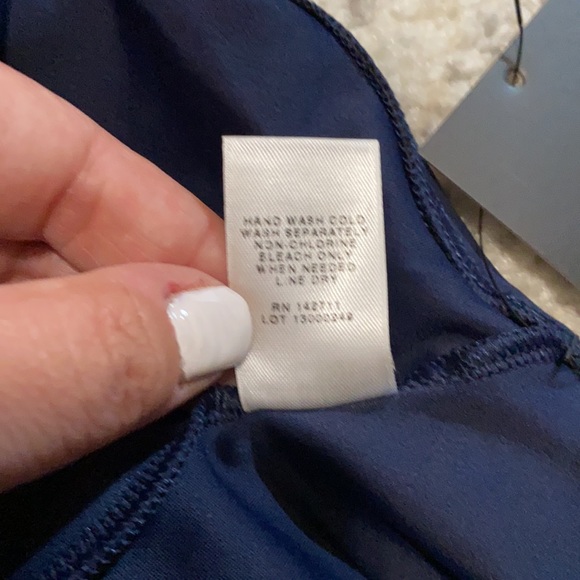 HAND WASH COLD
WASH SEPARATELY
NON-CHLORINE
BLEACH ONLY
WHEN NEEDED
LINE DRY
RN 142711
LOT 13000249